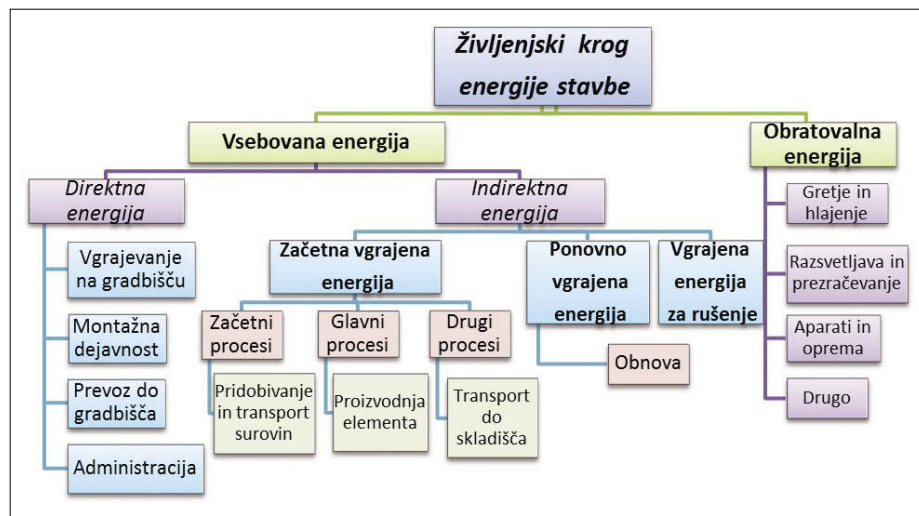 Življenjski krog
energije stavbe
Vsebovana energija
Obratovalna
energija
Direktna
energija
Indirektna
energija
Gretje in
hlajenje
Razsvetljava in
prezračevanje
Aparati in
oprema
Drugo
Vgrajevanje
na gradbišču
Montažna
dejavnost
Prevoz do
gradbišča
Administracija
Začetna vgrajena
energija
Ponovno
vgrajena
energija
Vgrajena
energija
za rušenje
Začetni
procesi
Glavni
procesi
Drugi
procesi
Obnova
Pridobivanje
in transport
surovin
Proizvodnja
elementa
Transport
do
skladišča